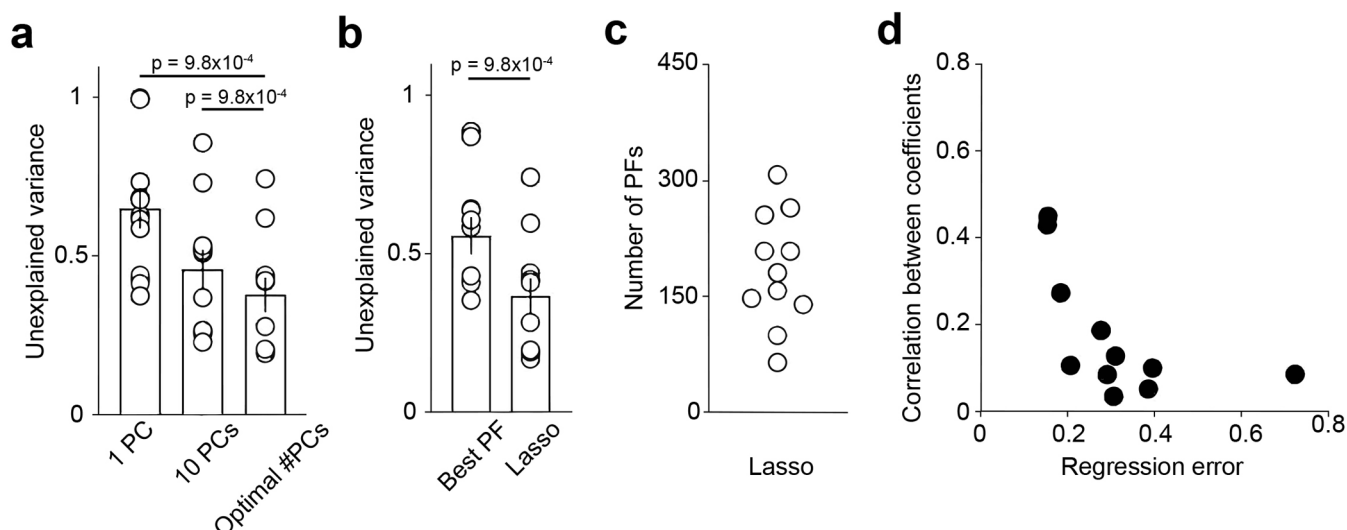 a
p = 9.8x10-4
p = 9.8x10-4
1
0.5
0
Unexplained variance
1 PC
10 PCs
Optimal #PCs
b
p = 9.8x10-4
1
0.5
0
Unexplained variance
Best PF
Lasso
c
450
300
150
0
Number of PFs
Lasso
d
0.8
0.6
0.4
0.2
0
Correlation between coefficients
0
0.2
0.4
0.6
0.8
Regression error